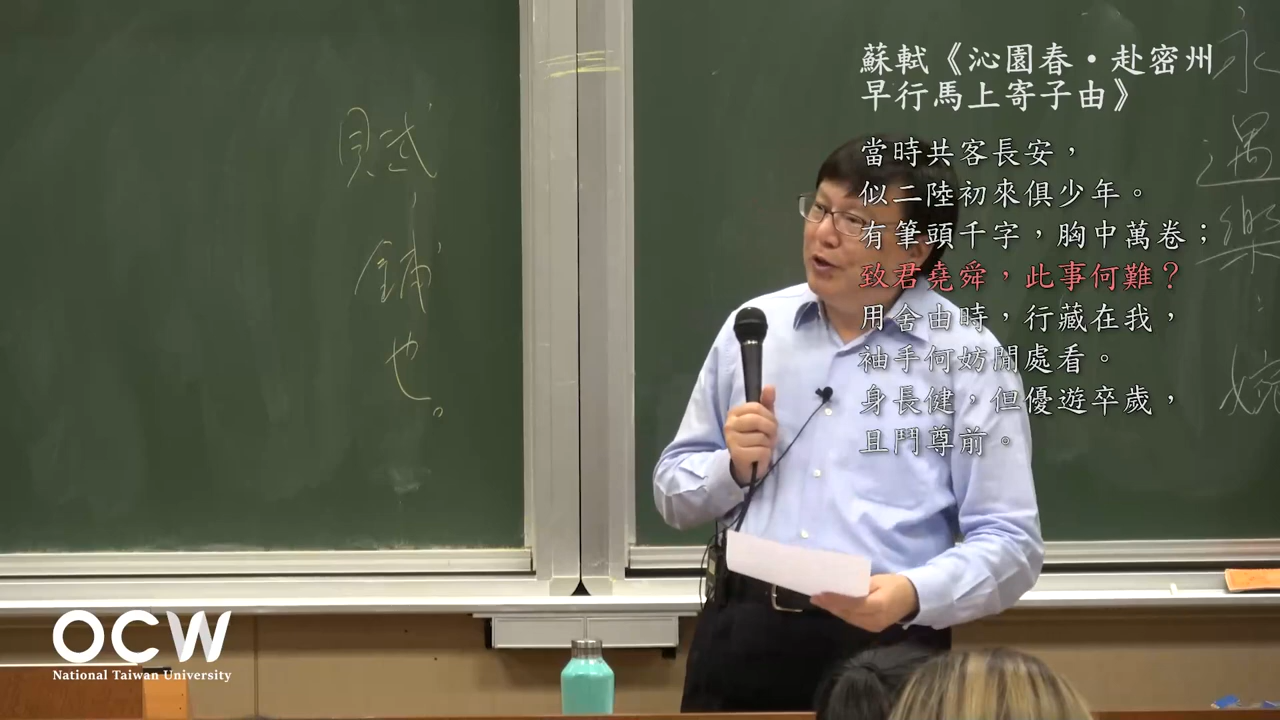 蘇軾《沁園春·赴密州
早行馬上寄子由》
當時共客長安,
似二陸初來俱少年。
有筆頭千字,胸中萬卷;
致君堯舜,此事何難?
用舍由時,行藏在我,
袖手何妨閒處看。
身長健,但優遊卒歲,
且鬥尊前。
賦
鋪
也。
永
遇
樂
婉
OCW
National Taiwan University